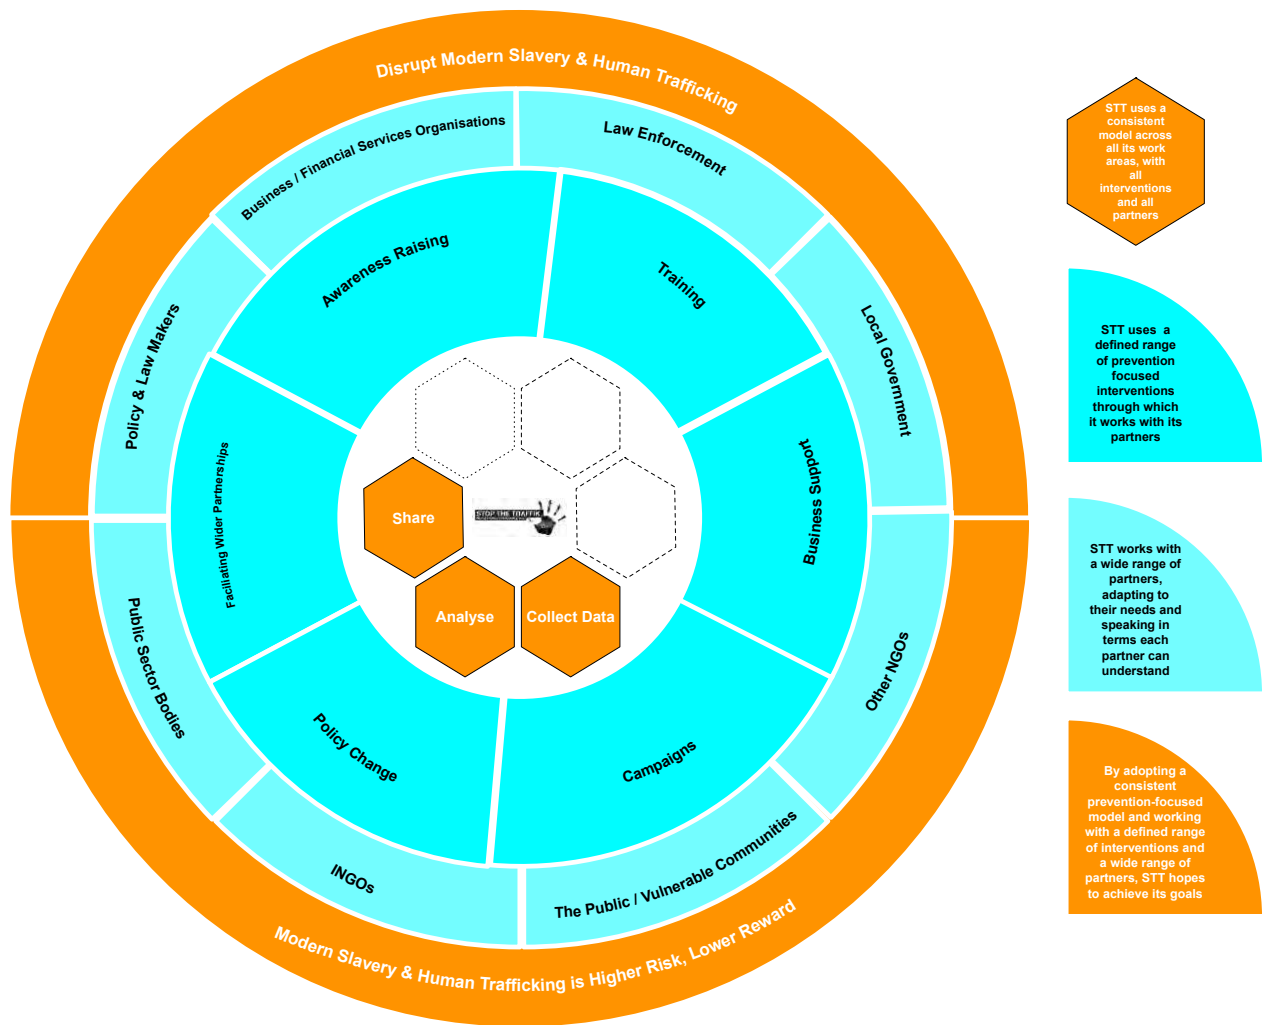 Disrupt Modern Slavery & Human Trafficking
Business / Financial Services Organisations
Law Enforcement
Local Government
Other NGOs
The Public / Vulnerable Communities
INGOs
Public Sector Bodies
Policy & Law Makers
Awareness Raising
Training
Business Support
Campaigns
Policy Change
Facilitating Wider Partnerships
Share
STOP THE TRAFFIK
Analyse
Collect Data
Modern Slavery & Human Trafficking is Higher Risk, Lower Reward
STT uses a
consistent
model across
all its work
areas, with
all
interventions
and all
partners
STT uses a
defined range
of prevention
focused
interventions
through which
it works with its
partners
STT works with
a wide range of
partners,
adapting to
their needs and
speaking in
terms each
partner can
understand
By adopting a
consistent
prevention-focused
model and working
with a defined range
of interventions and
a wide range of
partners, STT hopes
to achieve its goals